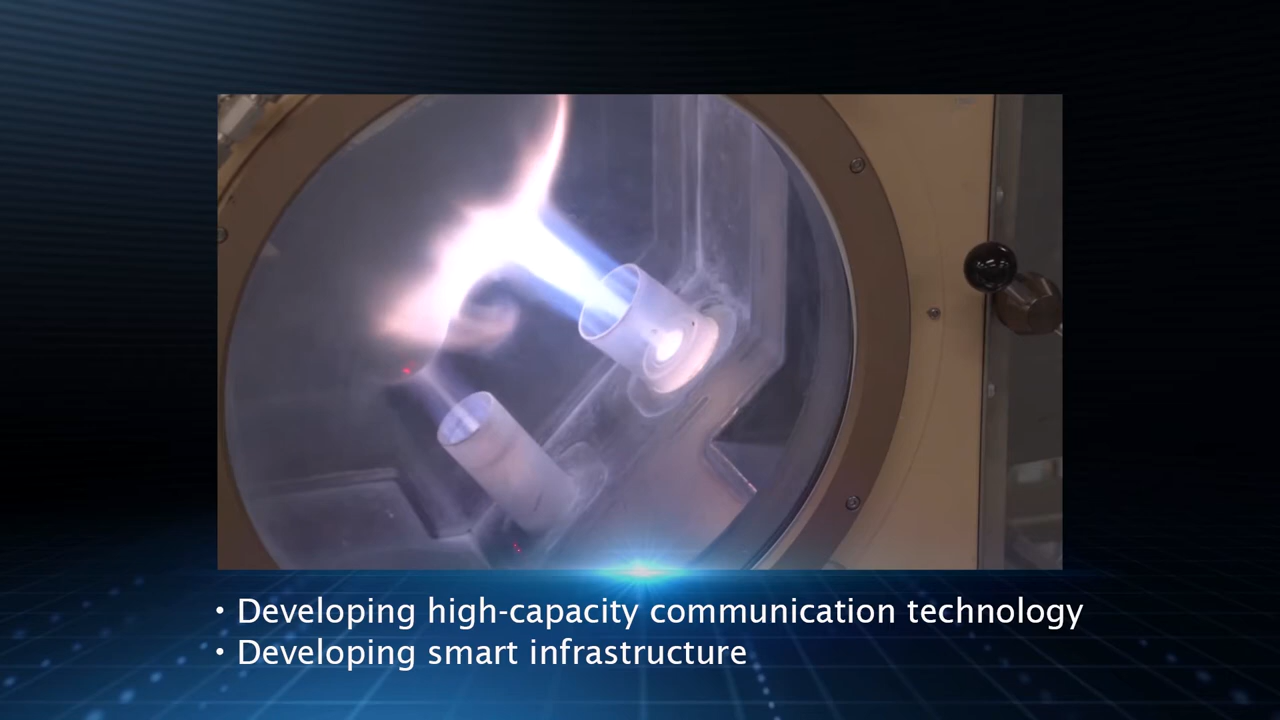 • Developing high-capacity communication technology
• Developing smart infrastructure